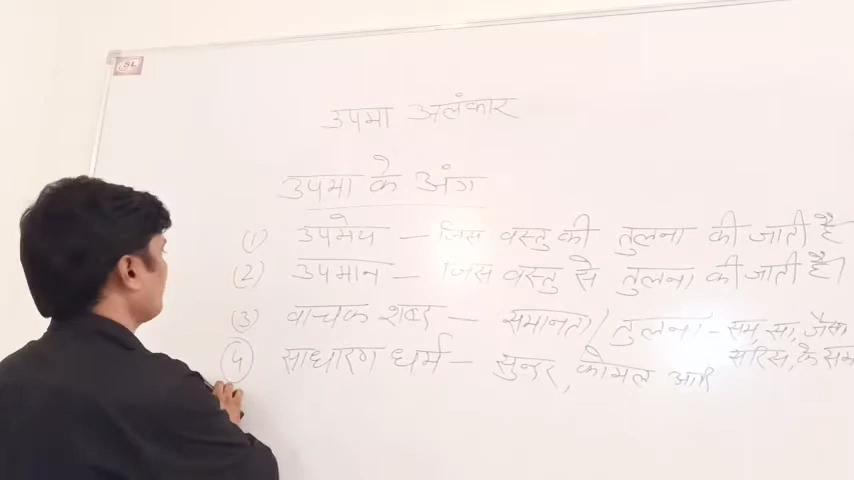 उपमा अलंकार
उपमा के अंग
(1) उपमेय — जिस वस्तु की तुलना की जाती है
(2) उपमान — जिस वस्तु से तुलना की जाती है
(3) वाचक शब्द — समानता / तुलना - सम, सा, जैसा
सरिस, के सम
(4) साधारण धर्म — सुन्दर, कोमल आदि